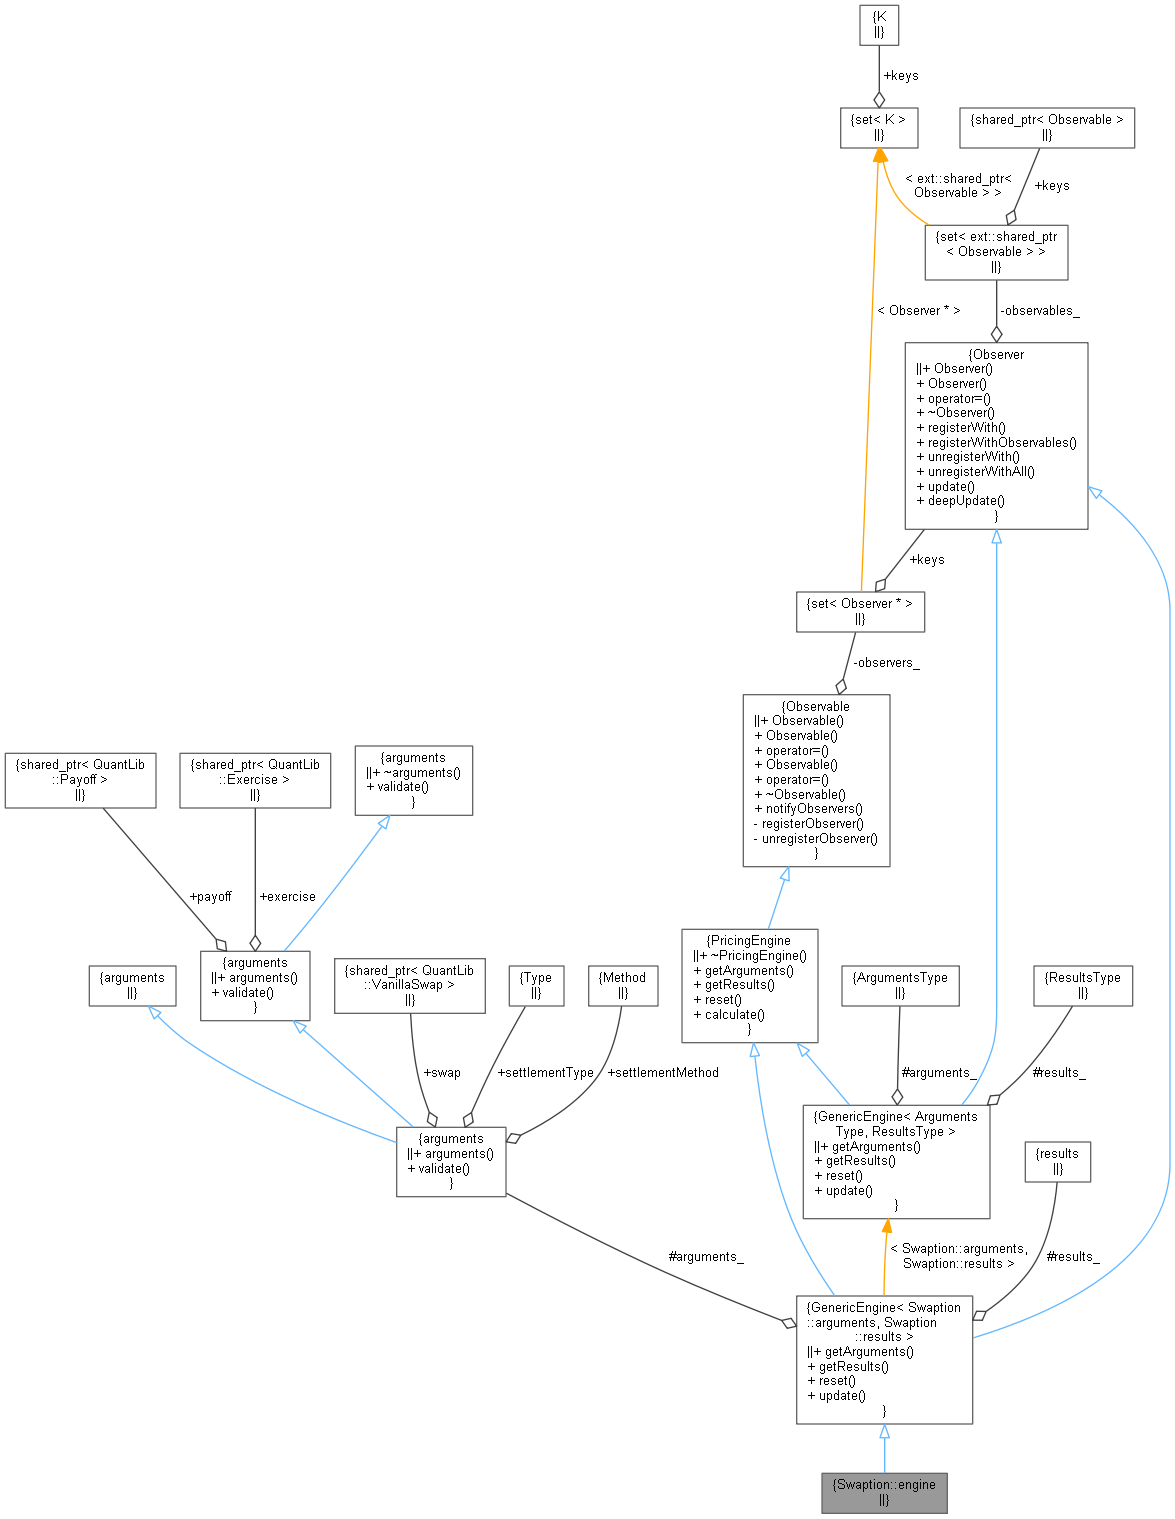 {K
||}
+keys
{set< K >
||}
{shared_ptr< Observable >
||}
< ext::shared_ptr<
Observable > >
+keys
{set< ext::shared_ptr
< Observable > >
||}
< Observer * >
-observables_
{Observer
||+ Observer()
+ Observer()
+ operator=()
+ ~Observer()
+ registerWith()
+ registerWithObservables()
+ unregisterWith()
+ unregisterWithAll()
+ update()
+ deepUpdate()
}
+keys
{set< Observer * >
||}
-observers_
{Observable
||+ Observable()
+ Observable()
+ operator=()
+ Observable()
+ operator=()
+ ~Observable()
+ notifyObservers()
- registerObserver()
- unregisterObserver()
}
{shared_ptr< QuantLib
::Payoff >
||}
{shared_ptr< QuantLib
::Exercise >
||}
{arguments
||+ ~arguments()
+ validate()
}
+payoff
+exercise
{arguments
||}
{arguments
||+ arguments()
+ validate()
}
{shared_ptr< QuantLib
::VanillaSwap >
||}
{Type
||}
{Method
||}
{PricingEngine
||+ ~PricingEngine()
+ getArguments()
+ getResults()
+ reset()
+ calculate()
}
{ArgumentsType
||}
{ResultsType
||}
+swap
+settlementType
+settlementMethod
#arguments_
#results_
{arguments
||+ arguments()
+ validate()
}
{GenericEngine< Arguments
Type, ResultsType >
||+ getArguments()
+ getResults()
+ reset()
+ update()
}
{results
||}
#arguments_
< Swaption::arguments,
Swaption::results >
#results_
{GenericEngine< Swaption
::arguments, Swaption
::results >
||+ getArguments()
+ getResults()
+ reset()
+ update()
}
{Swaption::engine
||}